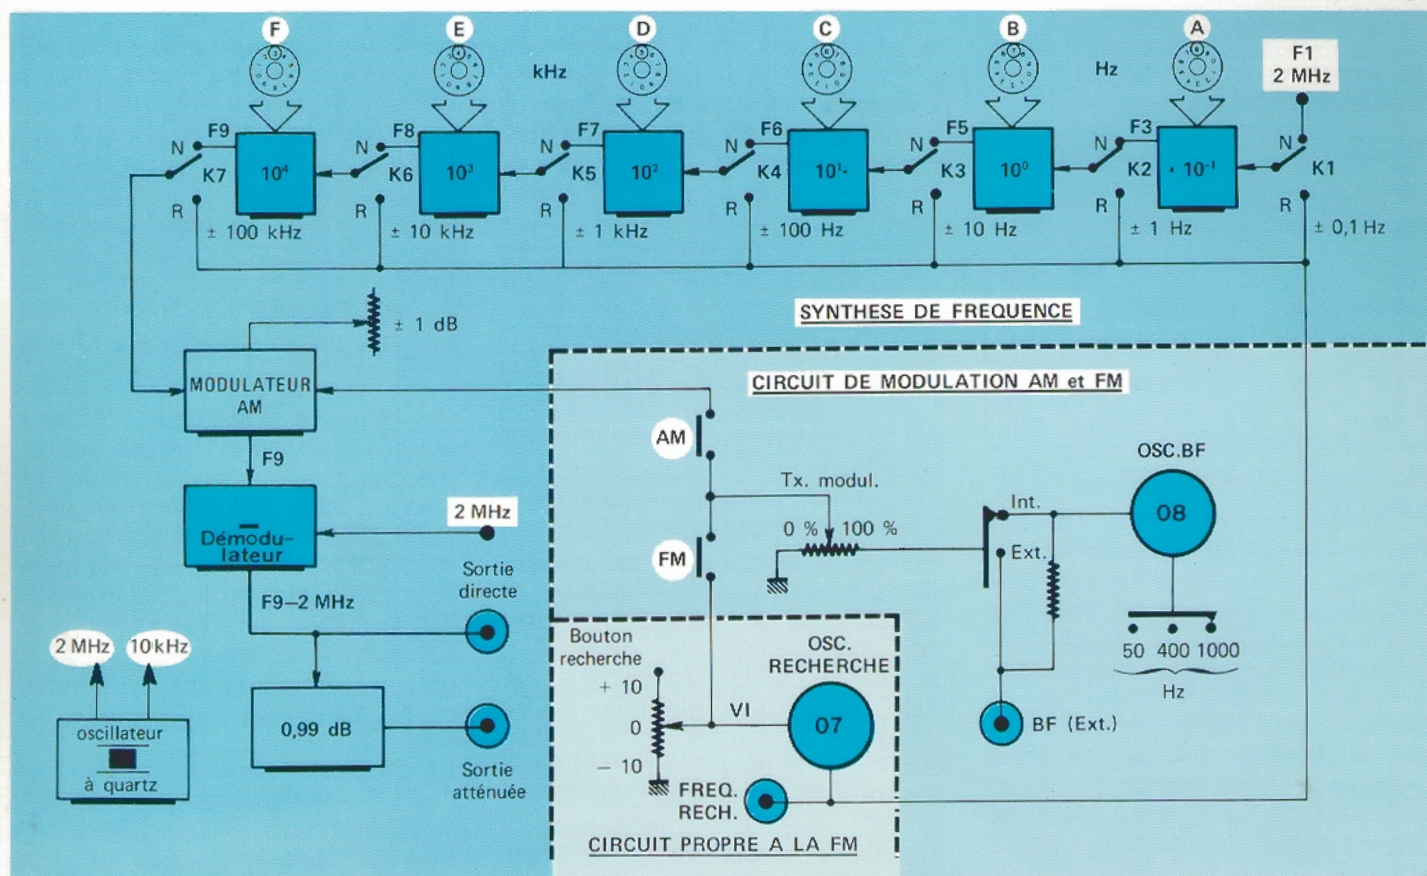 F E D C B A
kHz Hz
F1
2 MHz
N F9 N F8 N F7 N F6 N F5 N F3 N
K7 10⁴ K6 10³ K5 10² K4 10¹- K3 10⁰ K2 10⁻¹ K1
R R R R R R R
± 100 kHz ± 10 kHz ± 1 kHz ± 100 Hz ± 10 Hz ± 1 Hz ± 0,1 Hz
SYNTHESE DE FREQUENCE
± 1 dB
MODULATEUR
AM
CIRCUIT DE MODULATION AM et FM
AM
F9
Tx. modul.
0 % 100 %
OSC.BF
08
Int.
Ext.
2 MHz
Démodu-
lateur
FM
Sortie
directe
F9–2 MHz
50 400 1000
Hz
BF (Ext.)
Bouton
recherche
+ 10
0
– 10
OSC.
RECHERCHE
VI
07
FREQ.
RECH.
CIRCUIT PROPRE A LA FM
2 MHz 10 kHz
oscillateur
à quartz
0,99 dB
Sortie
atténuée